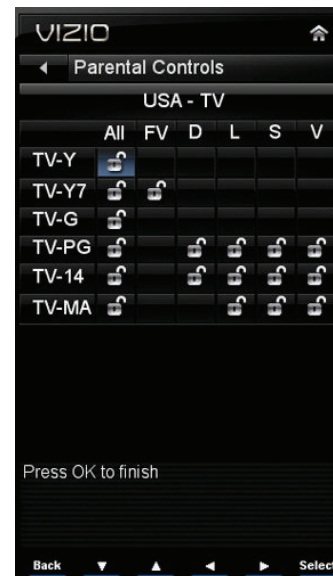 VIZIO
Parental Controls
USA - TV
All FV D L S V
TV-Y
TV-Y7
TV-G
TV-PG
TV-14
TV-MA
Press OK to finish
Back Select